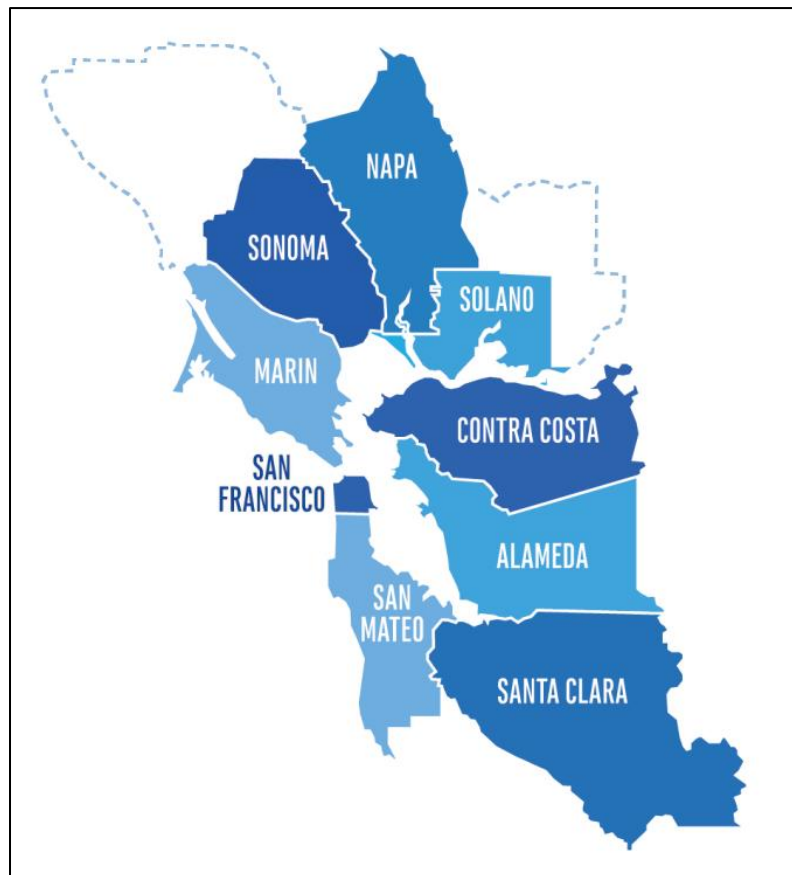 NAPA
SONOMA
SOLANO
MARIN
CONTRA COSTA
SAN
FRANCISCO
ALAMEDA
SAN
MATEO
SANTA CLARA